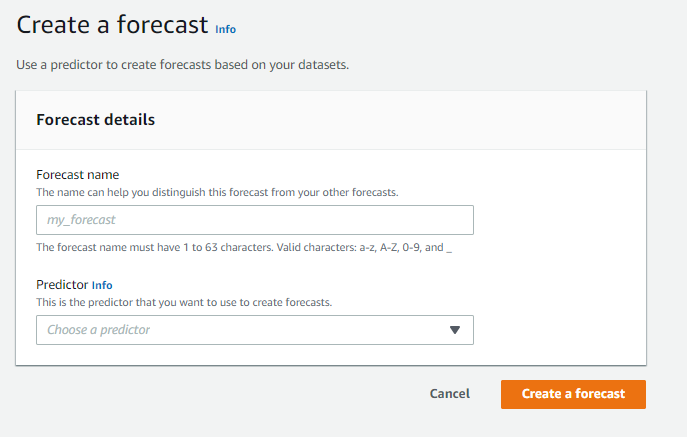 Create a forecast Info
Use a predictor to create forecasts based on your datasets.
Forecast details
Forecast name
The name can help you distinguish this forecast from your other forecasts.
my_forecast
The forecast name must have 1 to 63 characters. Valid characters: a-z, A-Z, 0-9, and _
Predictor Info
This is the predictor that you want to use to create forecasts.
Choose a predictor
Cancel Create a forecast